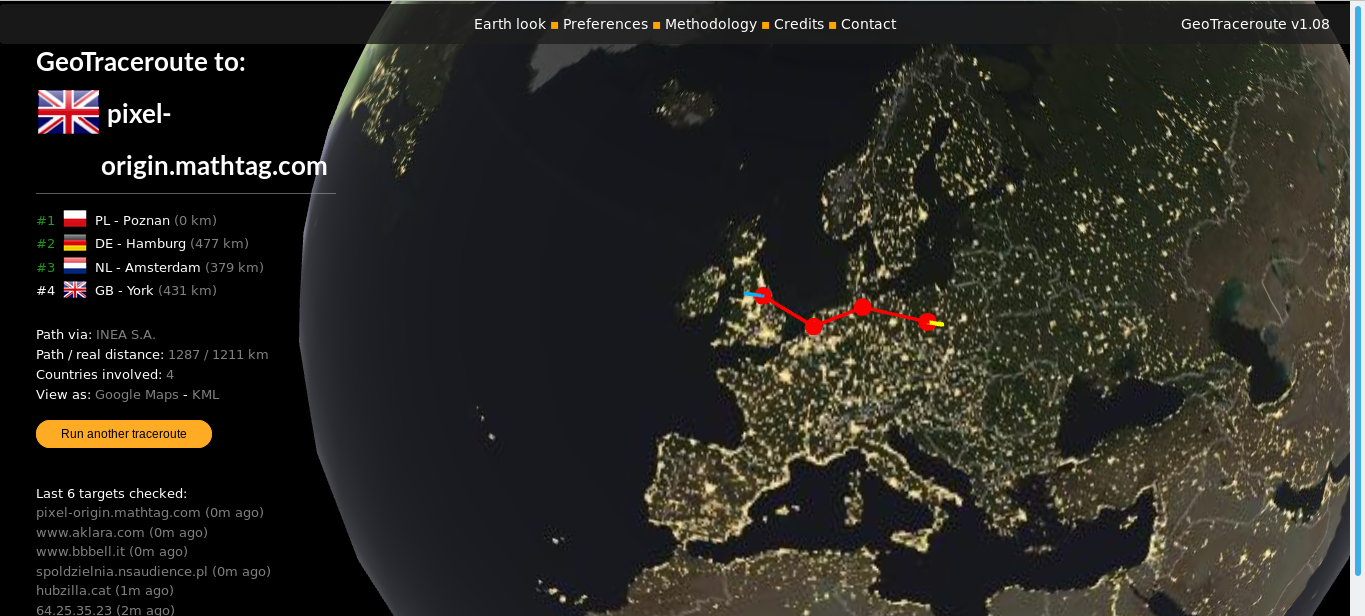 Earth look ■ Preferences ■ Methodology ■ Credits ■ Contact
GeoTraceroute v1.08
GeoTraceroute to:
pixel-
origin.mathtag.com
#1 PL - Poznan (0 km)
#2 DE - Hamburg (477 km)
#3 NL - Amsterdam (379 km)
#4 GB - York (431 km)
Path via: INEA S.A.
Path / real distance: 1287 / 1211 km
Countries involved: 4
View as: Google Maps - KML
Run another traceroute
Last 6 targets checked:
pixel-origin.mathtag.com (0m ago)
www.aklara.com (0m ago)
www.bbbell.it (0m ago)
spoldzielnia.nsaudience.pl (0m ago)
hubzilla.cat (1m ago)
64.25.35.23 (2m ago)